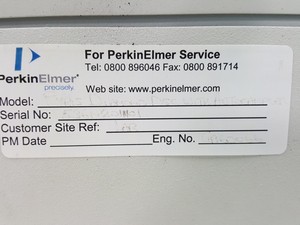 For PerkinElmer Service
Tel: 0800 896046 Fax: 0800 891714
PerkinElmer
precisely.
Web site: www.perkinelmer.com
Model:
Serial No:
Customer Site Ref:
PM Date Eng. No.